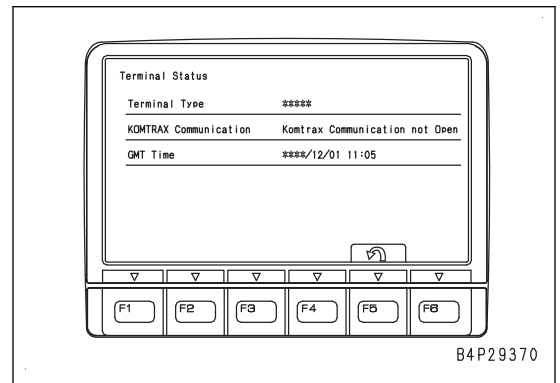 Terminal Status
Terminal Type *****
KOMTRAX Communication Komtrax Communication not Open
GMT Time ****/12/01 11:05
F1 F2 F3 F4 F5 F6
B4P29370